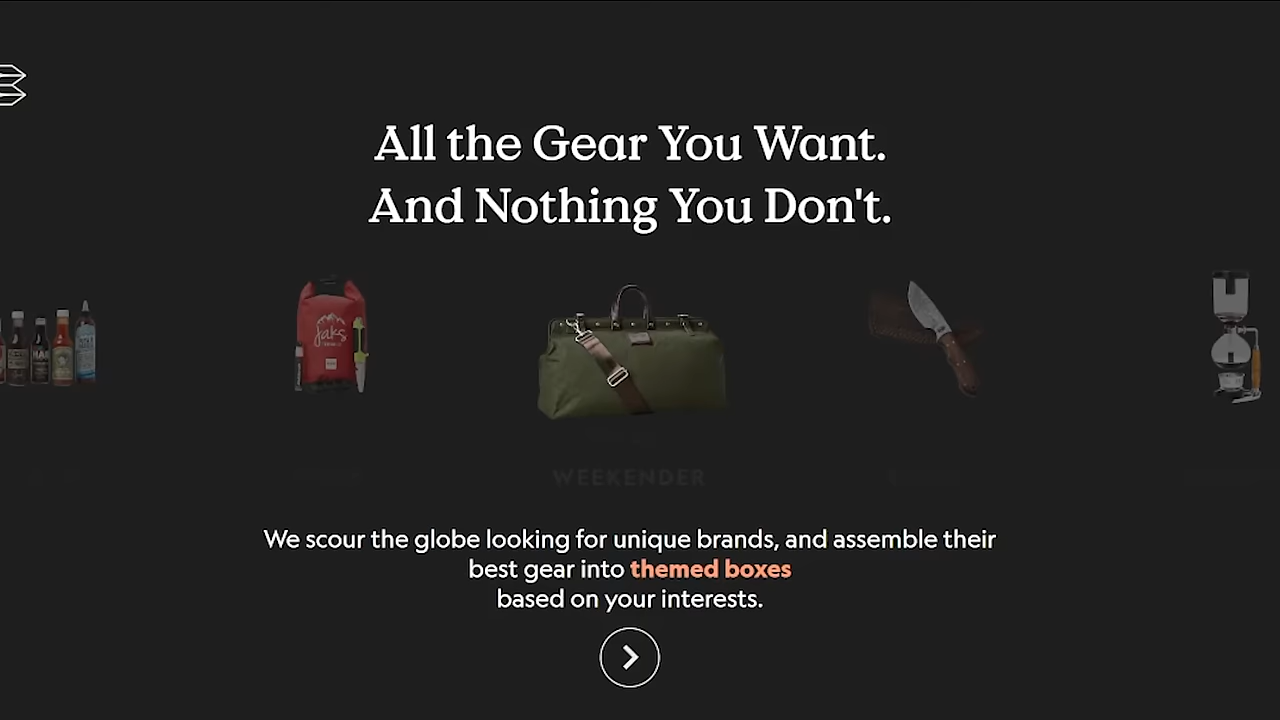 All the Gear You Want.
And Nothing You Don't.
jaks
WEEKENDER
We scour the globe looking for unique brands, and assemble their
best gear into themed boxes
based on your interests.